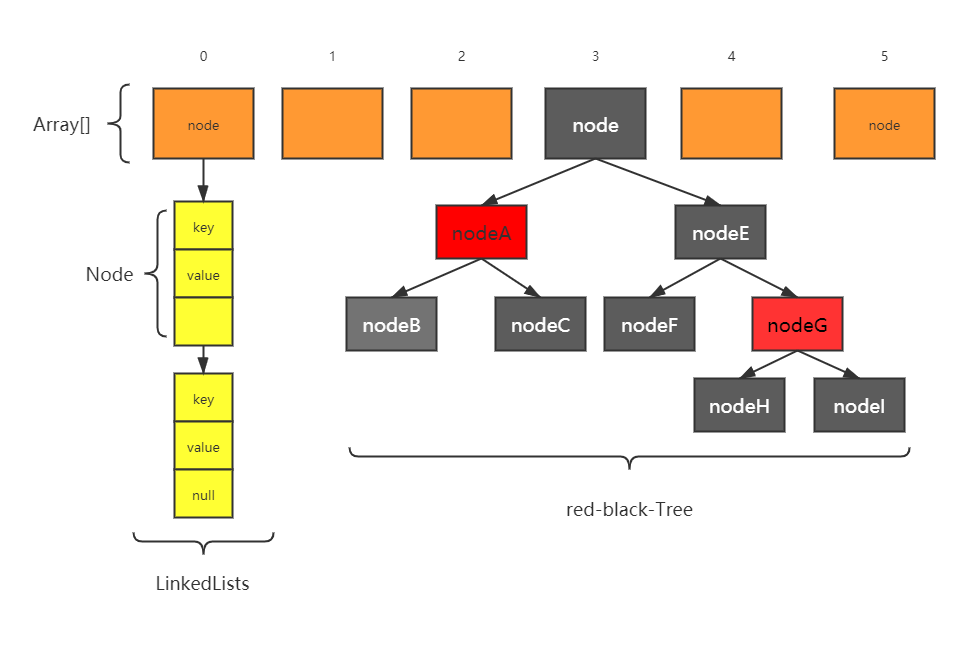 0 1 2 3 4 5
Array[] node node node
nodeA nodeE
key
Node value
nodeB nodeC nodeF nodeG
key nodeH nodeI
value
null
red-black-Tree
LinkedLists